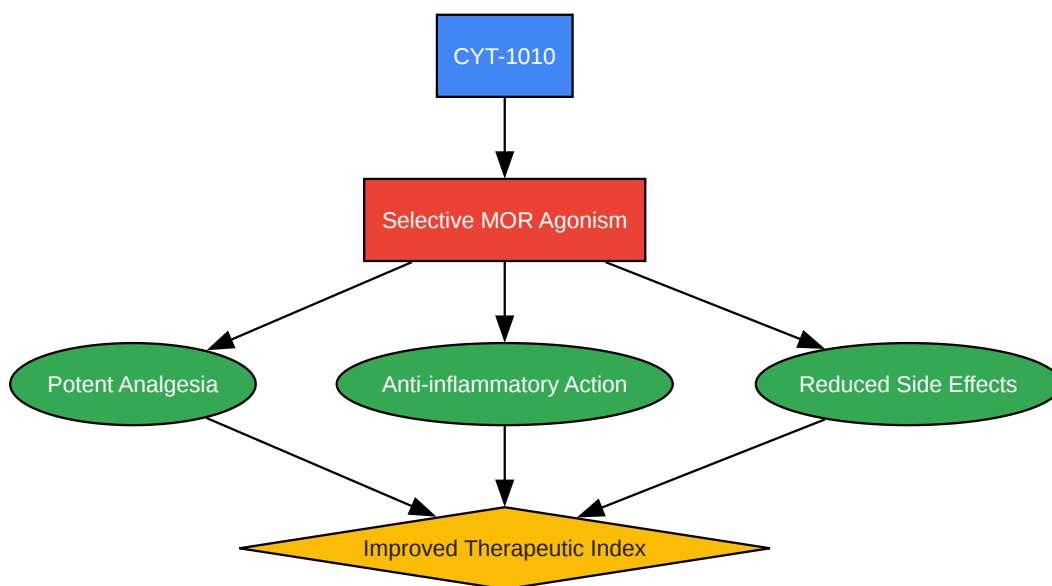 CYT-1010
Selective MOR Agonism
Potent Analgesia
Anti-inflammatory Action
Reduced Side Effects
Improved Therapeutic Index